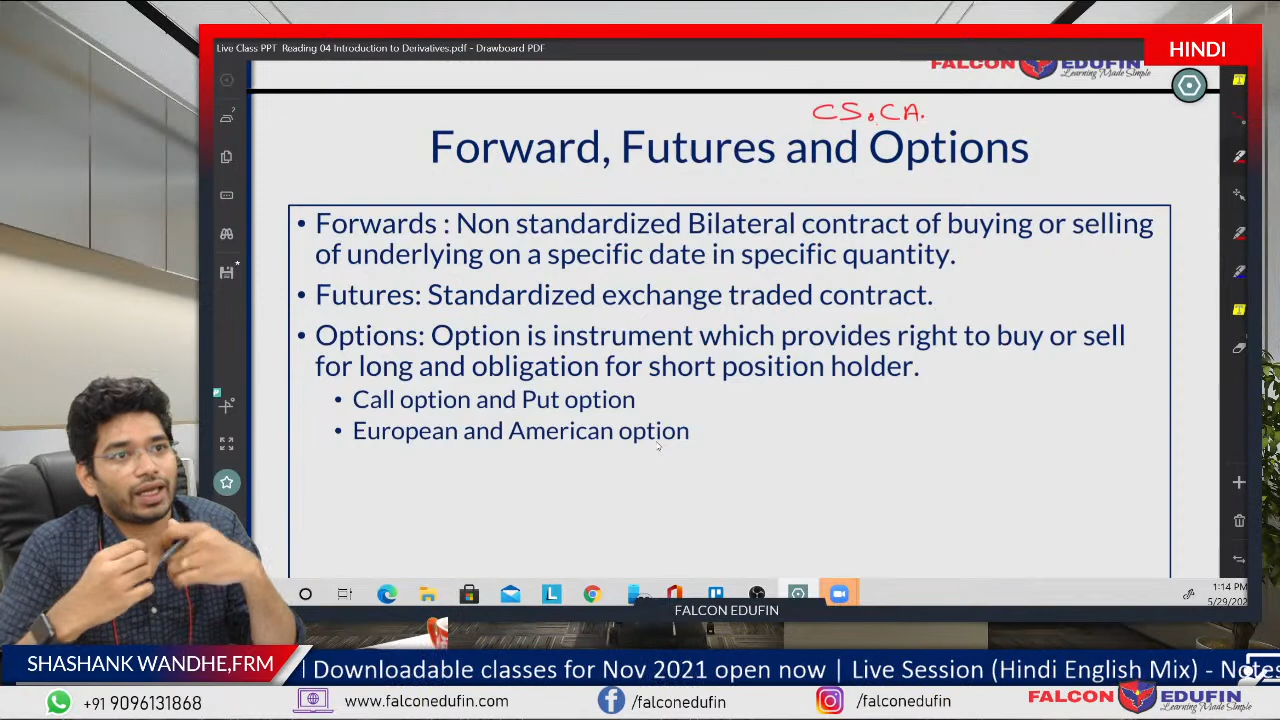 Live Class PPT Reading 04 Introduction to Derivatives.pdf - Drawboard PDF
HINDI
FALCON EDUFIN
Learning Made Simple
CS. CA.
Forward, Futures and Options
• Forwards : Non standardized Bilateral contract of buying or selling
of underlying on a specific date in specific quantity.
• Futures: Standardized exchange traded contract.
• Options: Option is instrument which provides right to buy or sell
for long and obligation for short position holder.
• Call option and Put option
• European and American option
1:14 PM
5/29/202
FALCON EDUFIN
SHASHANK WANDHE,FRM
Downloadable classes for Nov 2021 open now | Live Session (Hindi English Mix) - Notes
+91 9096131868
www.falconedufin.com
/falconedufin
/falconedufin
FALCON EDUFIN
Learning Made Simple